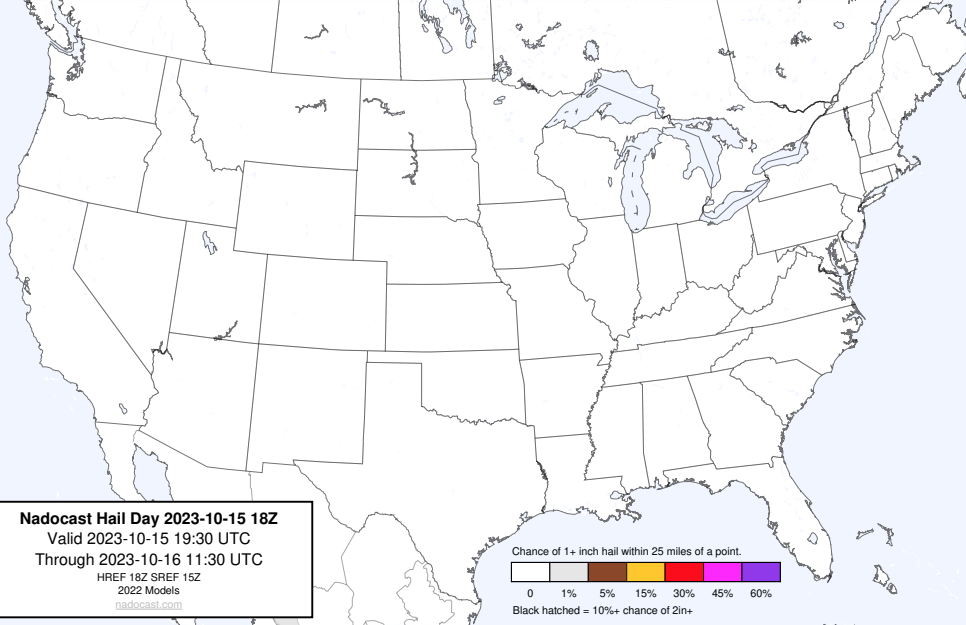 Nadocast Hail Day 2023-10-15 18Z
Valid 2023-10-15 19:30 UTC
Through 2023-10-16 11:30 UTC
HREF 18Z SREF 15Z
2022 Models
nadocast.com
Chance of 1+ inch hail within 25 miles of a point.
0 1% 5% 15% 30% 45% 60%
Black hatched = 10%+ chance of 2in+